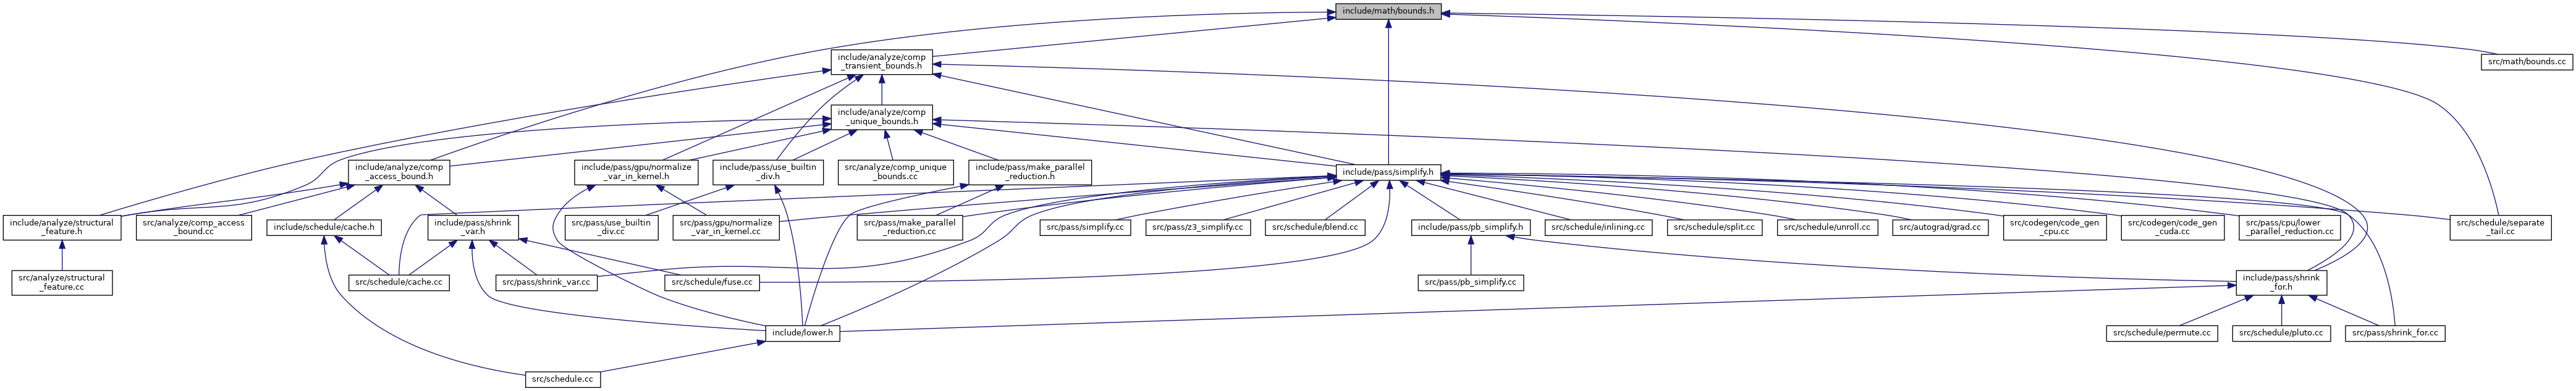 include/math/bounds.h
include/analyze/comp
_transient_bounds.h
src/math/bounds.cc
include/analyze/comp
_unique_bounds.h
include/analyze/comp
_access_bound.h
include/pass/gpu/normalize
_var_in_kernel.h
include/pass/use_builtin
_div.h
src/analyze/comp_unique
_bounds.cc
include/pass/make_parallel
_reduction.h
include/pass/simplify.h
include/analyze/structural
_feature.h
src/analyze/comp_access
_bound.cc
include/schedule/cache.h
include/pass/shrink
_var.h
src/pass/use_builtin
_div.cc
src/pass/gpu/normalize
_var_in_kernel.cc
src/pass/make_parallel
_reduction.cc
src/pass/simplify.cc
src/pass/z3_simplify.cc
src/schedule/blend.cc
include/pass/pb_simplify.h
src/schedule/inlining.cc
src/schedule/split.cc
src/schedule/unroll.cc
src/autograd/grad.cc
src/codegen/code_gen
_cpu.cc
src/codegen/code_gen
_cuda.cc
src/pass/cpu/lower
_parallel_reduction.cc
src/schedule/separate
_tail.cc
src/analyze/structural
_feature.cc
src/schedule/cache.cc
src/pass/shrink_var.cc
src/schedule/fuse.cc
src/pass/pb_simplify.cc
include/pass/shrink
_for.h
include/lower.h
src/schedule/permute.cc
src/schedule/pluto.cc
src/pass/shrink_for.cc
src/schedule.cc